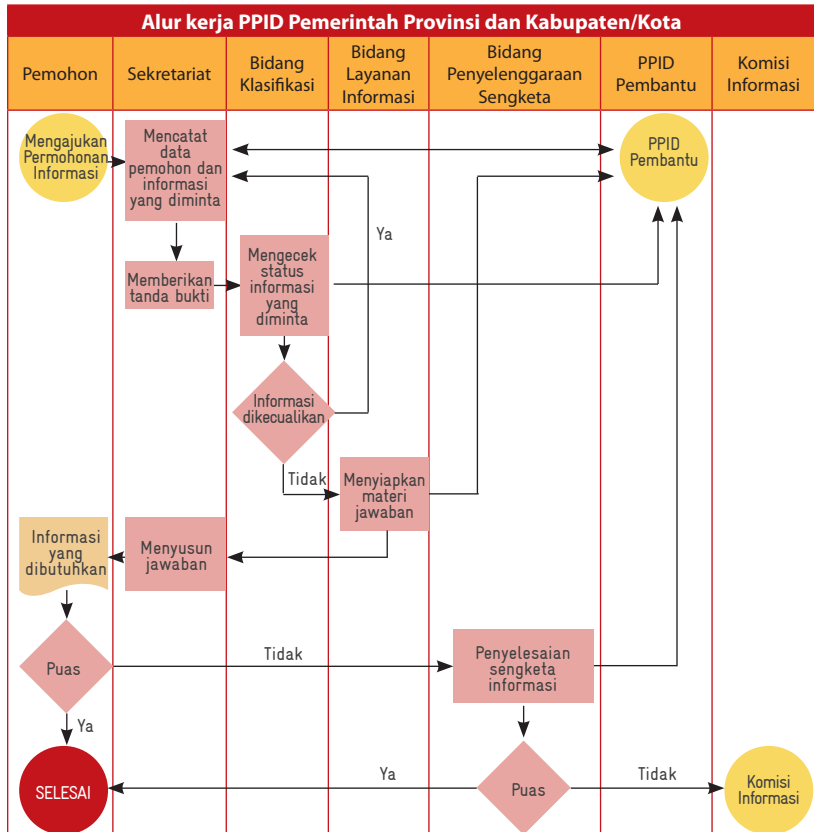 Alur kerja PPID Pemerintah Provinsi dan Kabupaten/Kota
Pemohon
Sekretariat
Bidang
Klasifikasi
Bidang
Layanan
Informasi
Bidang
Penyelenggaraan
Sengketa
PPID
Pembantu
Komisi
Informasi
Mengajukan
Permohonan
Informasi
Mencatat
data
pemohon dan
informasi
yang diminta
PPID
Pembantu
Ya
Memberikan
tanda bukti
Mengecek
status
informasi
yang
diminta
Informasi
dikecualikan
Tidak
Menyiapkan
materi
jawaban
Informasi
yang
dibutuhkan
Menyusun
jawaban
Puas
Tidak
Penyelesaian
sengketa
informasi
Ya
SELESAI
Ya
Puas
Tidak
Komisi
Informasi